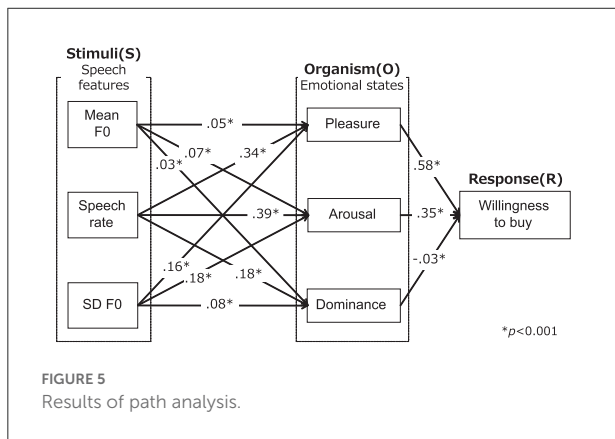 Stimuli(S)
Speech
features
Organism(O)
Emotional states
Mean
F0
.05*
Pleasure
.07*
.34*
.03*
.58*
Response(R)
Speech
rate
.39*
Arousal
.35*
Willingness
to buy
.16*
.18*
.18*
-.03*
SD F0
.08*
Dominance
*p<0.001
FIGURE 5
Results of path analysis.